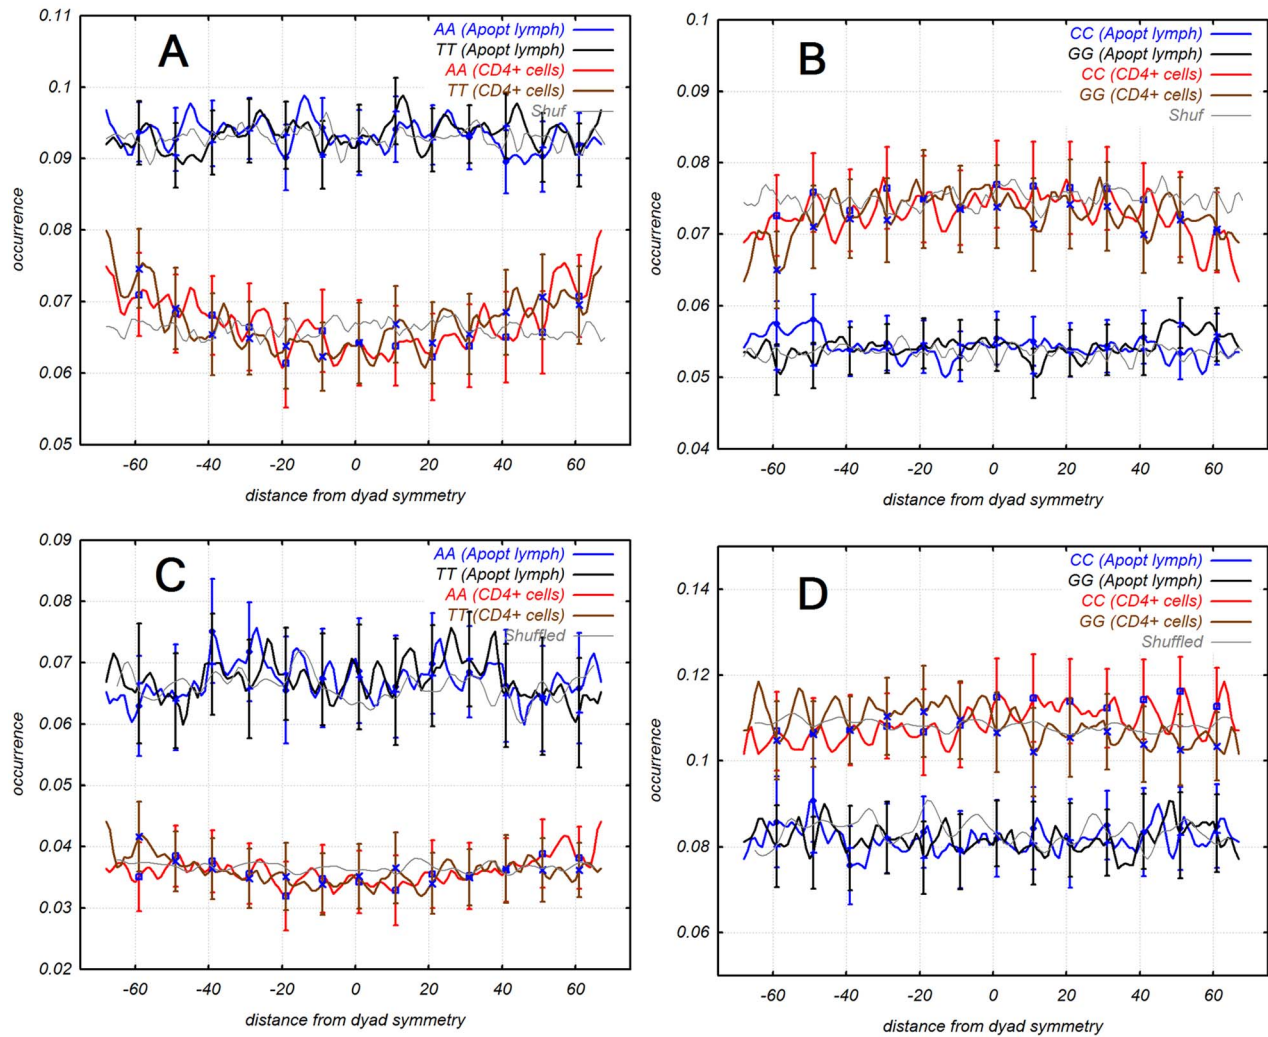 A
AA (Apopt lymph)
TT (Apopt lymph)
AA (CD4+ cells)
TT (CD4+ cells)
Shuf
0.11
0.1
0.09
0.08
0.07
0.06
0.05
occurrence
-60 -40 -20 0 20 40 60
distance from dyad symmetry
B
CC (Apopt lymph)
GG (Apopt lymph)
CC (CD4+ cells)
GG (CD4+ cells)
Shuf
0.1
0.09
0.08
0.07
0.06
0.05
0.04
occurrence
-60 -40 -20 0 20 40 60
distance from dyad symmetry
C
AA (Apopt lymph)
TT (Apopt lymph)
AA (CD4+ cells)
TT (CD4+ cells)
Shuffled
0.09
0.08
0.07
0.06
0.05
0.04
0.03
0.02
occurrence
-60 -40 -20 0 20 40 60
distance from dyad symmetry
D
CC (Apopt lymph)
GG (Apopt lymph)
CC (CD4+ cells)
GG (CD4+ cells)
Shuffled
0.14
0.12
0.1
0.08
0.06
occurrence
-60 -40 -20 0 20 40 60
distance from dyad symmetry